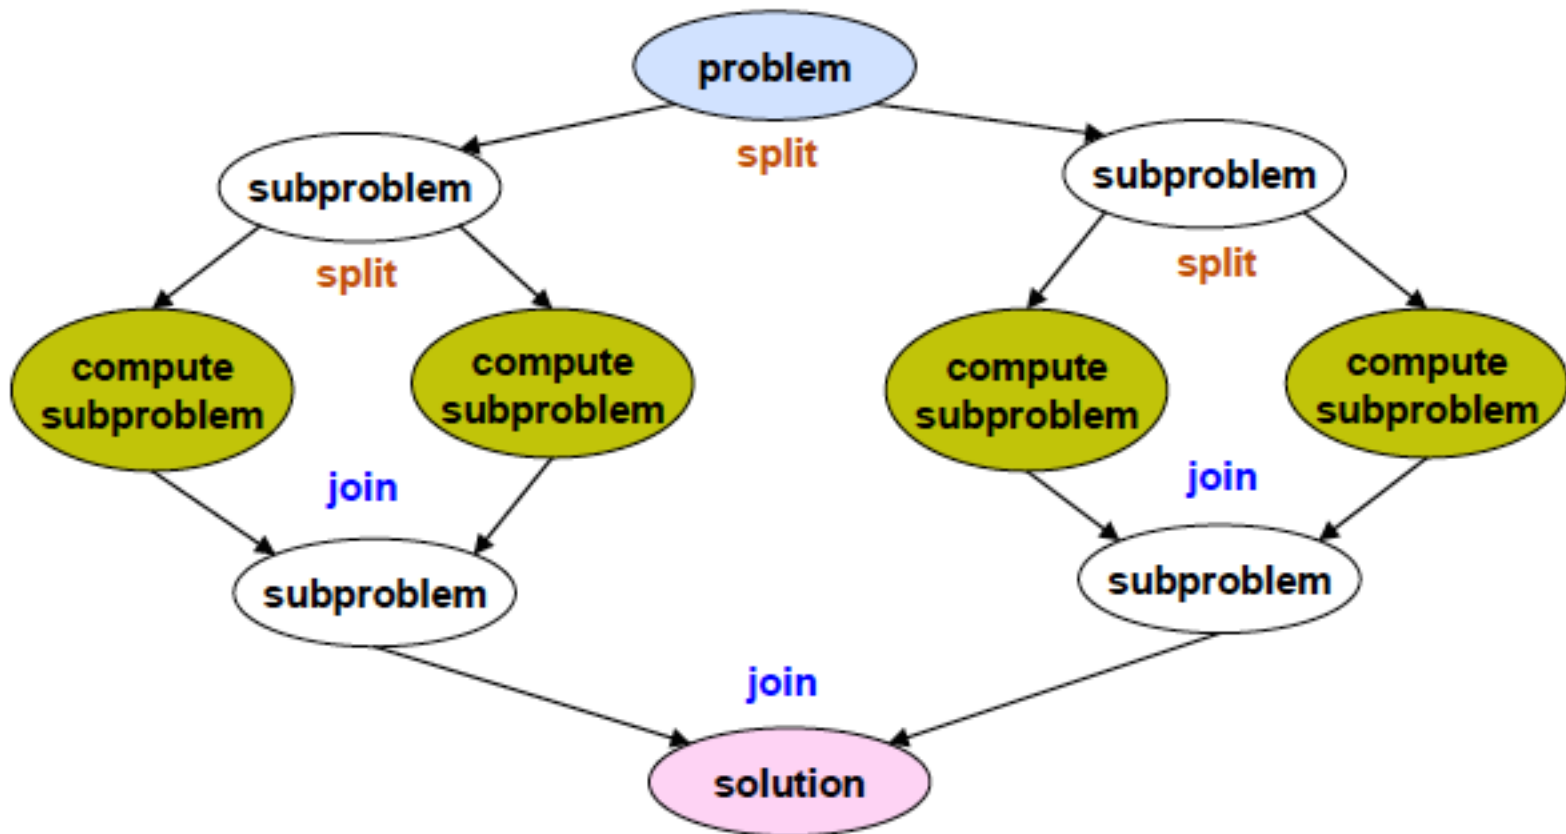 problem
split
subproblem
subproblem
split
split
compute
subproblem
compute
subproblem
compute
subproblem
compute
subproblem
join
join
subproblem
subproblem
join
solution